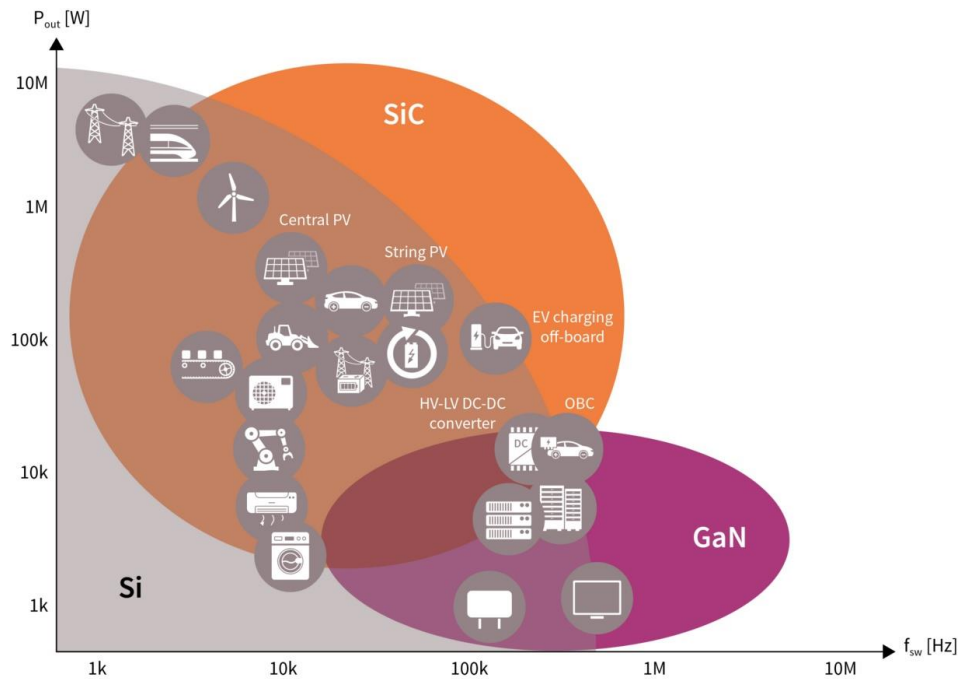 Pout [W]
10M
SiC
1M
Central PV
String PV
EV charging
off-board
100k
HV-LV DC-DC
converter
OBC
DC
10k
GaN
Si
1k
fsw [Hz]
1k
10k
100k
1M
10M